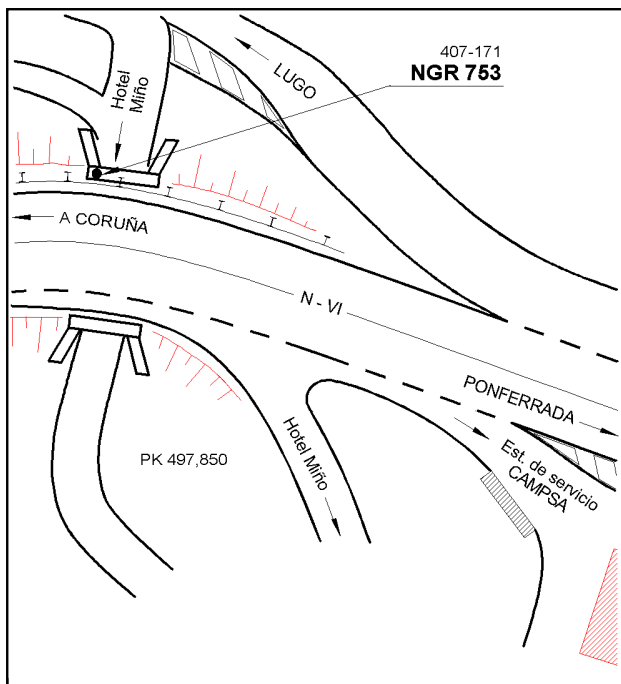 407-171
NGR 753
LUGO
Hotel
Miño
A CORUÑA
N - VI
PONFERRADA
Est. de servicio
CAMPSA
Hotel Miño
PK 497,850